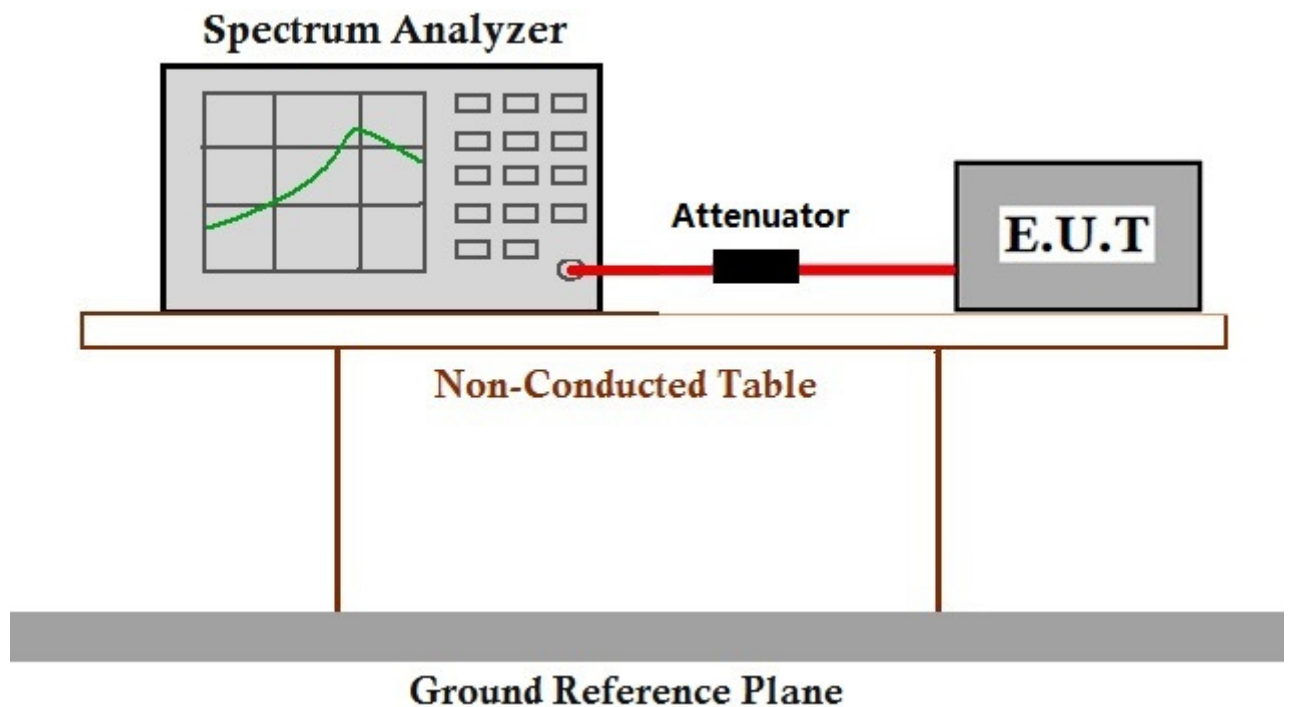 Spectrum Analyzer
Attenuator
E.U.T
Non-Conducted Table
Ground Reference Plane